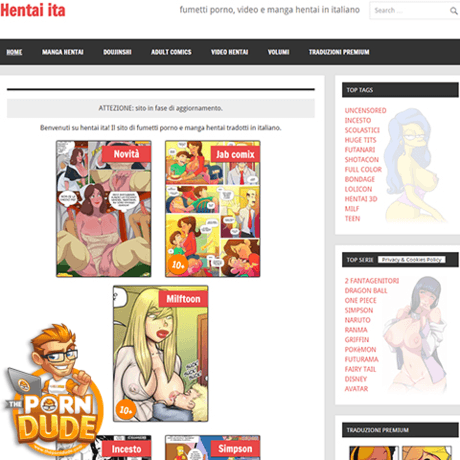 Hentai ita
fumetti porno, video e manga hentai in italiano
Search ...
HOME MANGA HENTAI DOUJINSHI ADULT COMICS VIDEO HENTAI VOLUMI TRADUZIONI PREMIUM
ATTEZIONE: sito in fase di aggiornamento.
Benvenuti su hentai ita! Il sito di fumetti porno e manga hentai tradotti in italiano.
Novità
Jab comix
10+
Milftoon
10+
Incesto
Simpson
THE
PORN
DUDE
TOP TAGS
UNCENSORED
INCESTO
SCOLASTICI
HUGE TITS
FUTANARI
SHOTACON
FULL COLOR
BONDAGE
LOLICON
HENTAI 3D
MILF
TEEN
TOP SERIE
Privacy & Cookies Policy
2 FANTAGENITORI
DRAGON BALL
ONE PIECE
SIMPSON
NARUTO
RANMA
GRIFFIN
POKéMON
FUTURAMA
FAIRY TAIL
DISNEY
AVATAR
TRADUZIONI PREMIUM